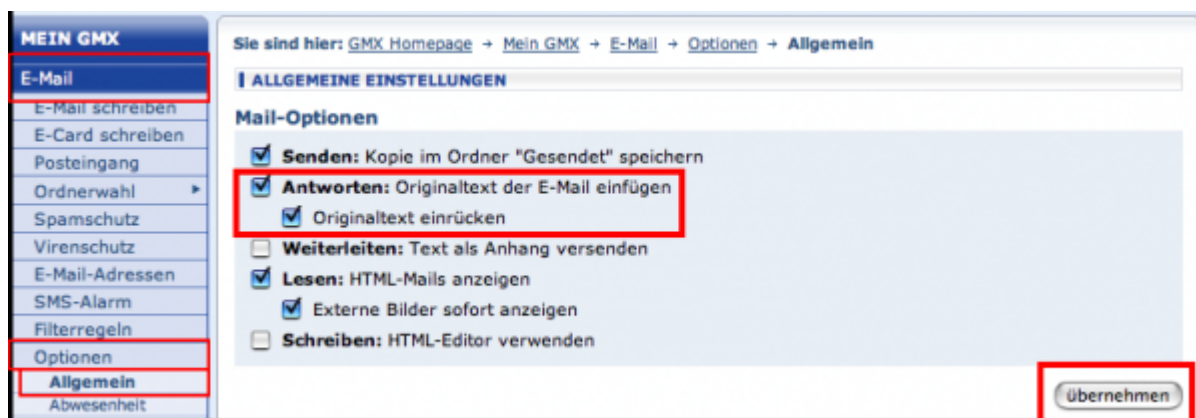 MEIN GMX
E-Mail
E-Mail schreiben
E-Card schreiben
Posteingang
Ordnerwahl
Spamschutz
Virenschutz
E-Mail-Adressen
SMS-Alarm
Filterregeln
Optionen
Allgemein
Abwesenheit
Sie sind hier: GMX Homepage → Mein GMX → E-Mail → Optionen → Allgemein
ALLGEMEINE EINSTELLUNGEN
Mail-Optionen
Senden: Kopie im Ordner "Gesendet" speichern
Antworten: Originaltext der E-Mail einfügen
Originaltext einrücken
Weiterleiten: Text als Anhang versenden
Lesen: HTML-Mails anzeigen
Externe Bilder sofort anzeigen
Schreiben: HTML-Editor verwenden
übernehmen